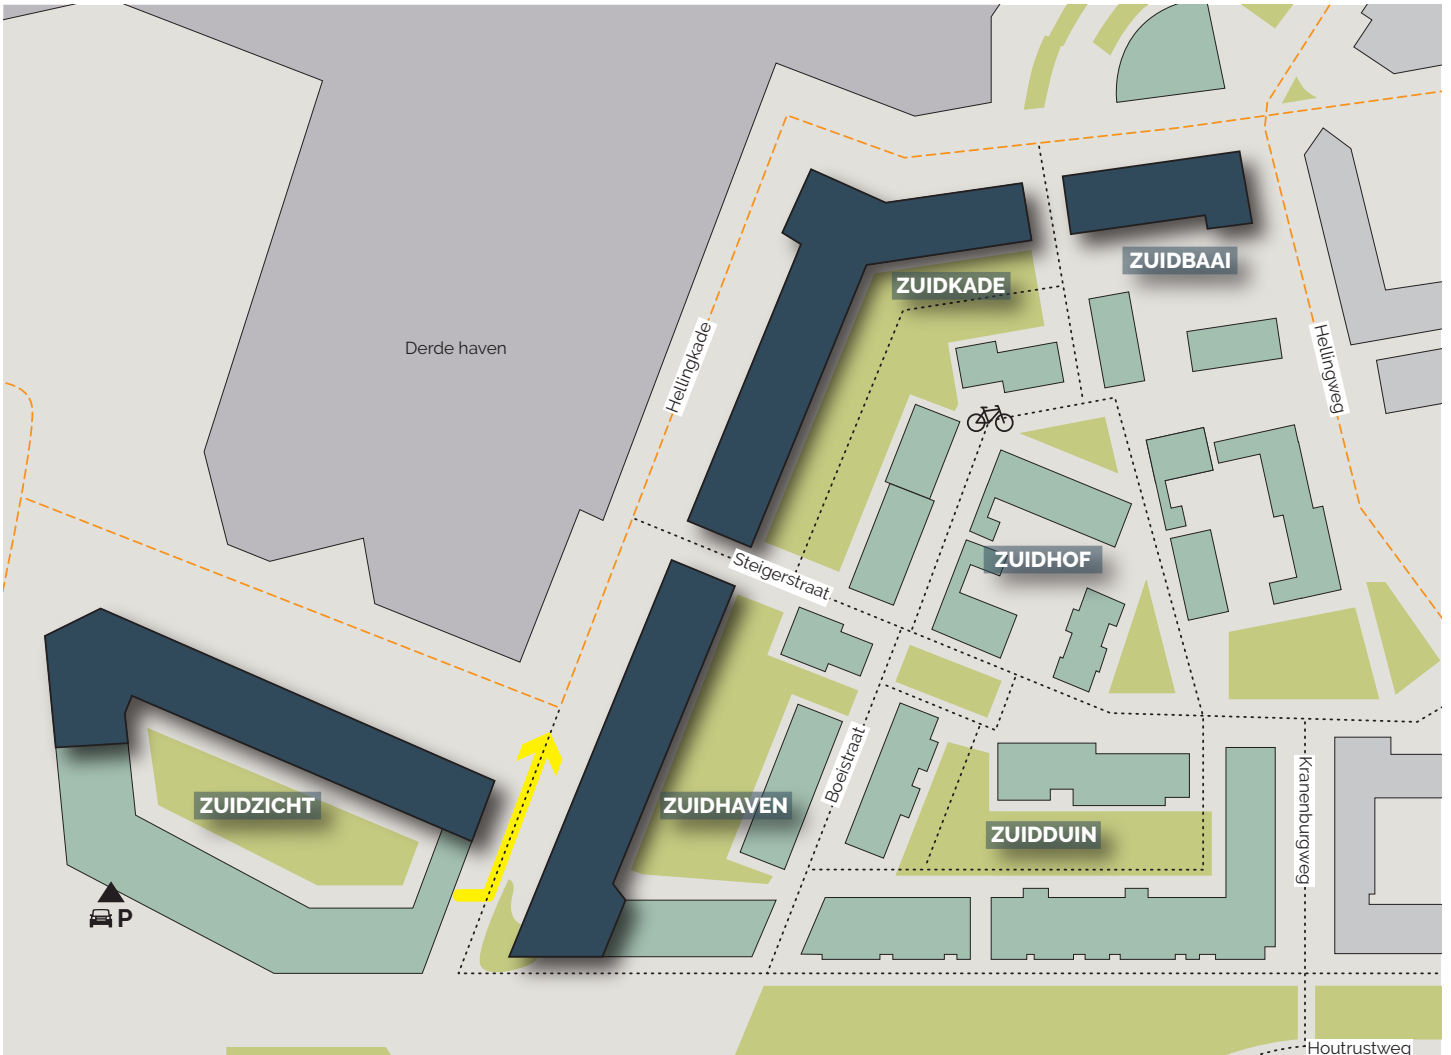 ZUIDBAAI
ZUIDKADE
Derde haven
Hellingkade
Hellingweg
Steigerstraat
ZUIDHOF
ZUIDZICHT
ZUIDHAVEN
Boeistraat
ZUIDDUIN
Kranenburgweg
P
Houtrustweg